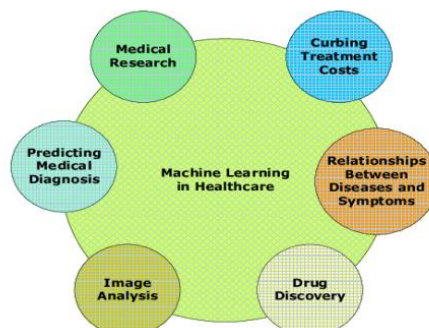 Medical
Research
Curbing
Treatment
Costs
Predicting
Medical
Diagnosis
Machine Learning
in Healthcare
Relationships
Between
Diseases and
Symptoms
Image
Analysis
Drug
Discovery